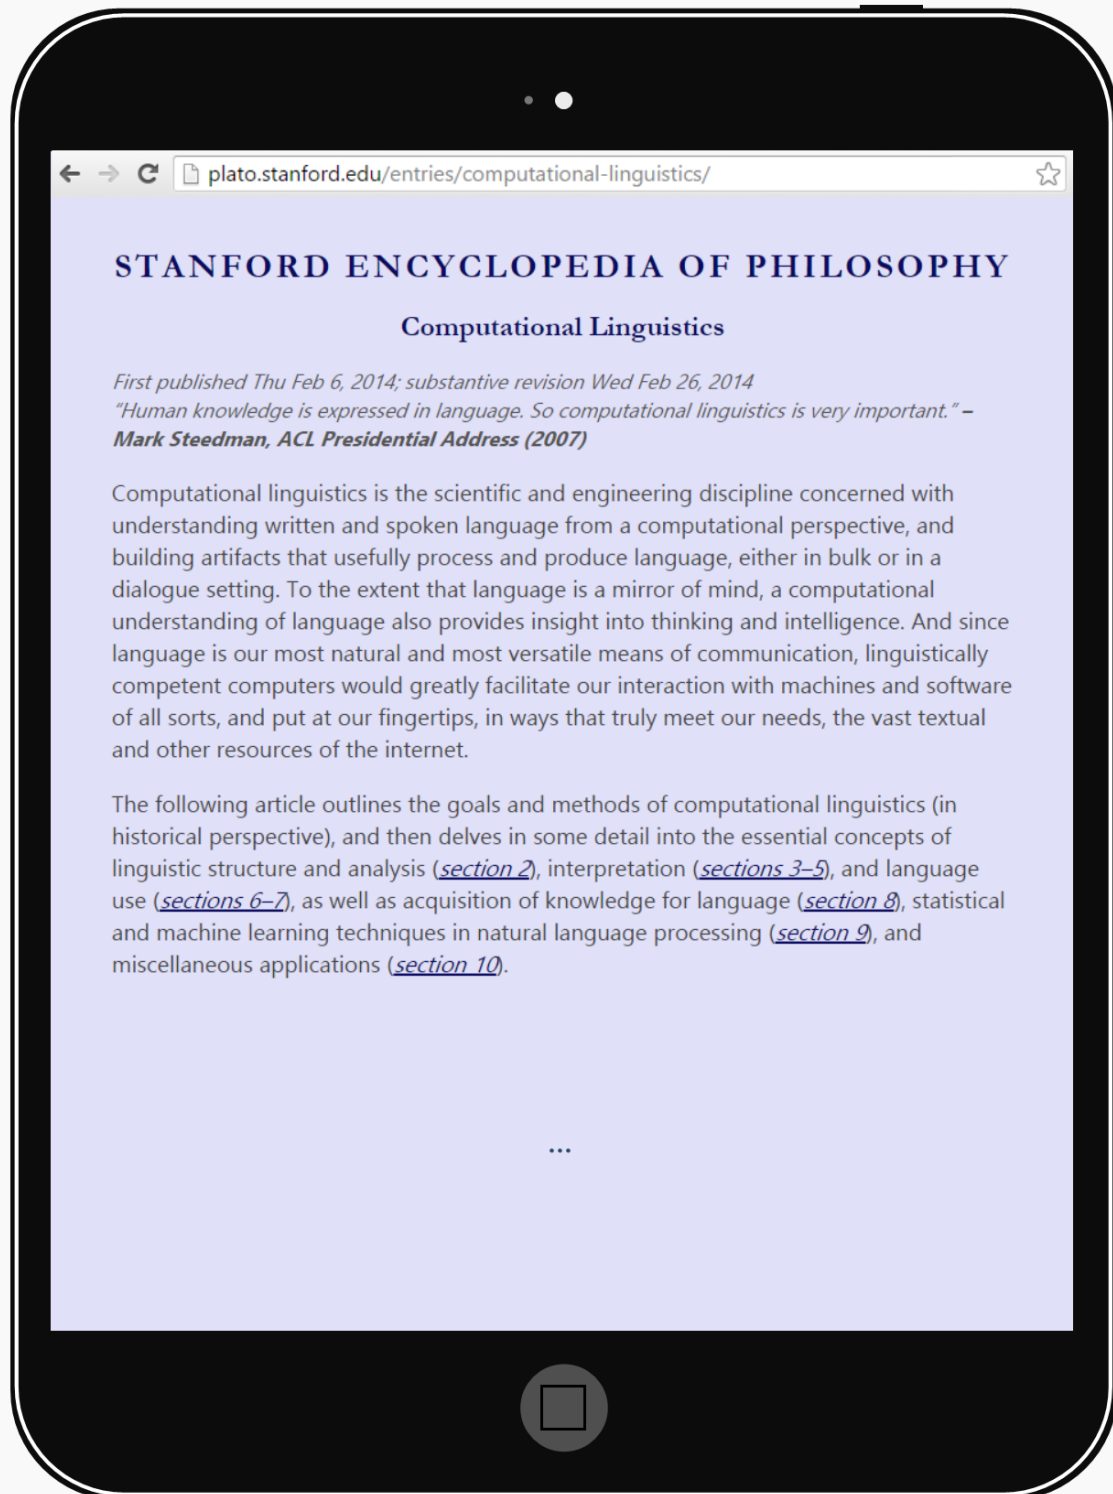 plato.stanford.edu/entries/computational-linguistics/
STANFORD ENCYCLOPEDIA OF PHILOSOPHY
Computational Linguistics
First published Thu Feb 6, 2014; substantive revision Wed Feb 26, 2014
“Human knowledge is expressed in language. So computational linguistics is very important.” –
Mark Steedman, ACL Presidential Address (2007)
Computational linguistics is the scientific and engineering discipline concerned with
understanding written and spoken language from a computational perspective, and
building artifacts that usefully process and produce language, either in bulk or in a
dialogue setting. To the extent that language is a mirror of mind, a computational
understanding of language also provides insight into thinking and intelligence. And since
language is our most natural and most versatile means of communication, linguistically
competent computers would greatly facilitate our interaction with machines and software
of all sorts, and put at our fingertips, in ways that truly meet our needs, the vast textual
and other resources of the internet.
The following article outlines the goals and methods of computational linguistics (in
historical perspective), and then delves in some detail into the essential concepts of
linguistic structure and analysis (section 2), interpretation (sections 3–5), and language
use (sections 6–7), as well as acquisition of knowledge for language (section 8), statistical
and machine learning techniques in natural language processing (section 9), and
miscellaneous applications (section 10).
...